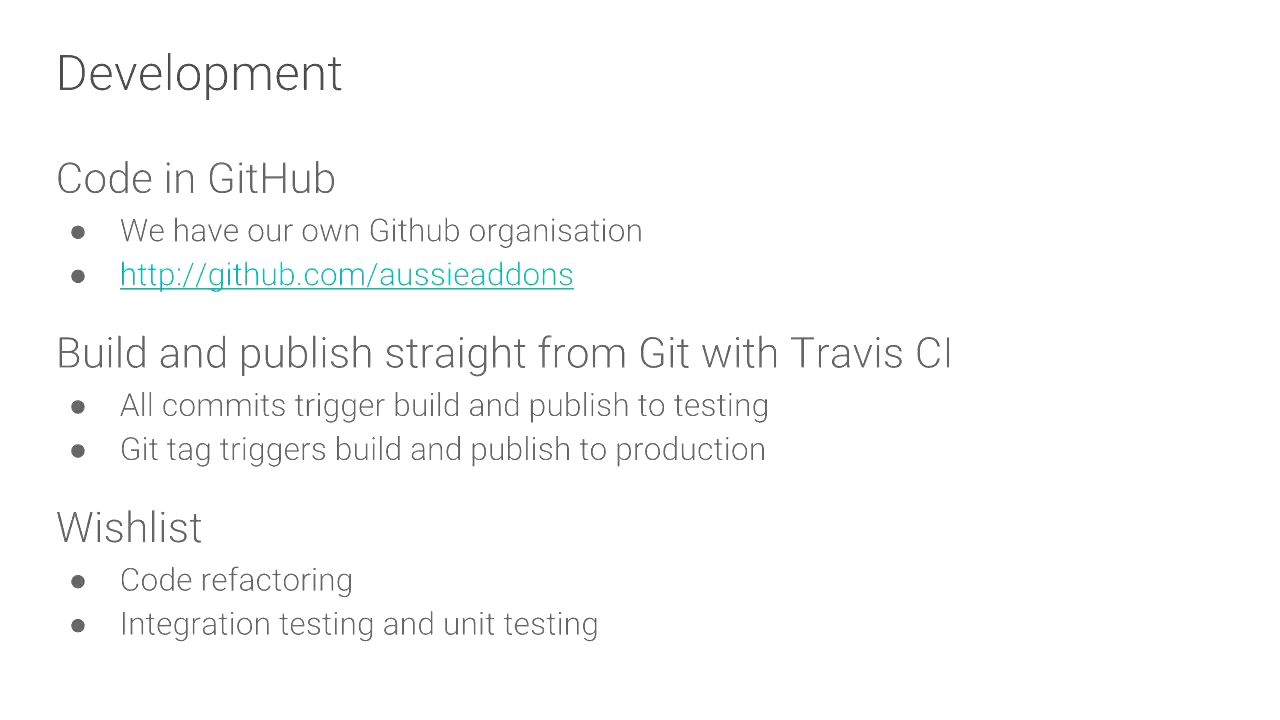 Development
Code in GitHub
● We have our own Github organisation
● http://github.com/aussieaddons
Build and publish straight from Git with Travis CI
● All commits trigger build and publish to testing
● Git tag triggers build and publish to production
Wishlist
● Code refactoring
● Integration testing and unit testing